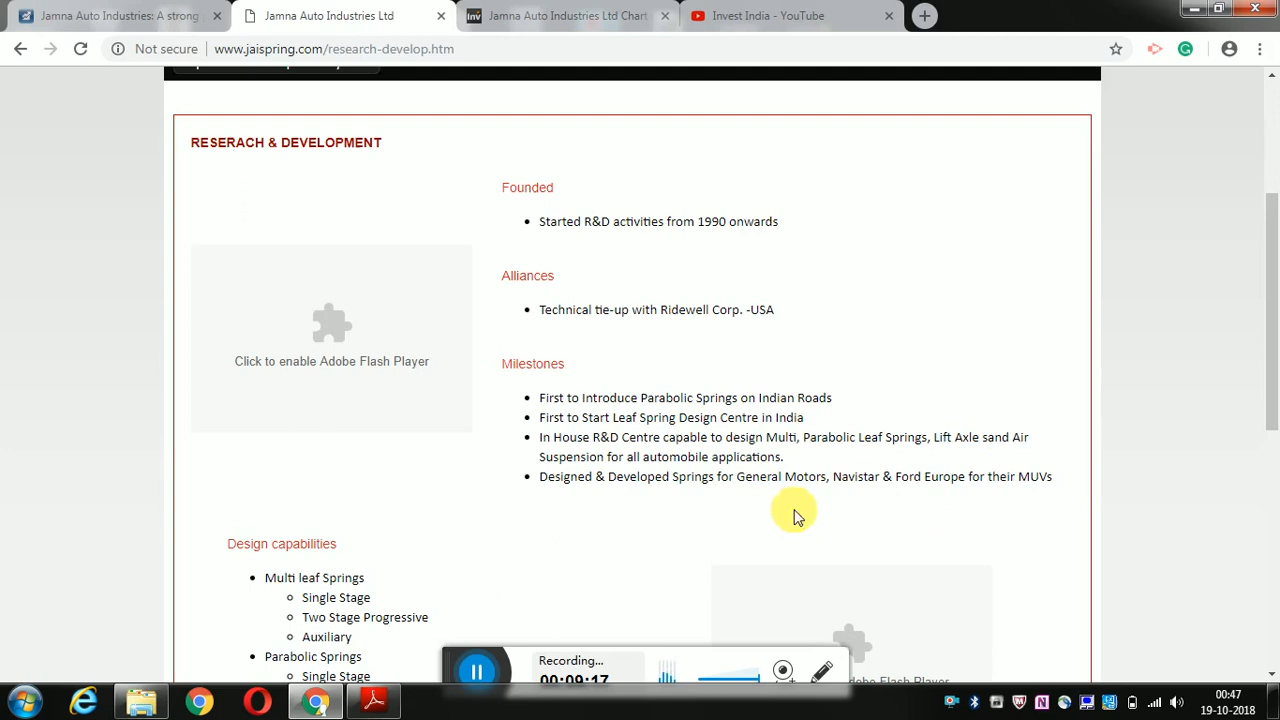 Jamna Auto Industries: A strong
Jamna Auto Industries Ltd
Jamna Auto Industries Ltd Chart
Invest India - YouTube
Not secure
www.jaispring.com/research-develop.htm
RESERACH & DEVELOPMENT
Founded
Started R&D activities from 1990 onwards
Alliances
Technical tie-up with Ridewell Corp. -USA
Click to enable Adobe Flash Player
Milestones
First to Introduce Parabolic Springs on Indian Roads
First to Start Leaf Spring Design Centre in India
In House R&D Centre capable to design Multi, Parabolic Leaf Springs, Lift Axle sand Air
Suspension for all automobile applications.
Designed & Developed Springs for General Motors, Navistar & Ford Europe for their MUVs
Design capabilities
Multi leaf Springs
Single Stage
Two Stage Progressive
Auxiliary
Parabolic Springs
Single Stage
Recording...
00:09:17
00:47
19-10-2018